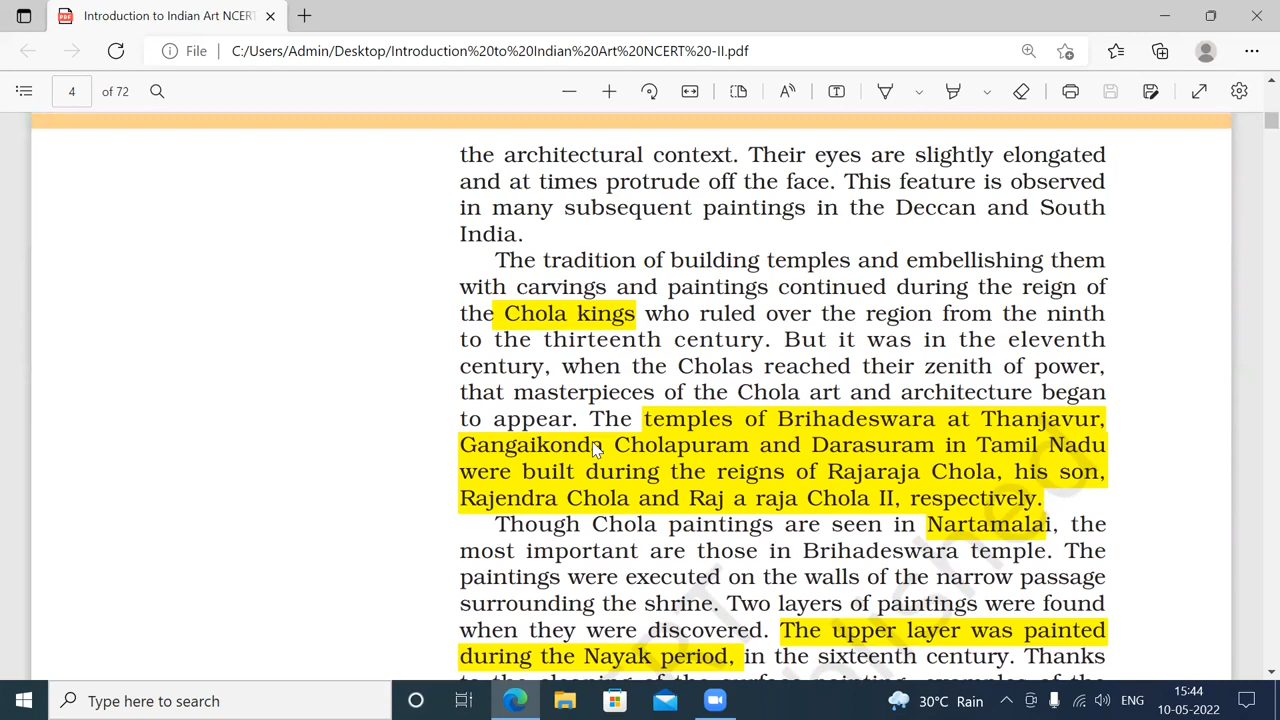 Introduction to Indian Art NCERT
File C:/Users/Admin/Desktop/Introduction%20to%20Indian%20Art%20NCERT%20-II.pdf
4 of 72
the architectural context. Their eyes are slightly elongated
and at times protrude off the face. This feature is observed
in many subsequent paintings in the Deccan and South
India.
The tradition of building temples and embellishing them
with carvings and paintings continued during the reign of
the Chola kings who ruled over the region from the ninth
to the thirteenth century. But it was in the eleventh
century, when the Cholas reached their zenith of power,
that masterpieces of the Chola art and architecture began
to appear. The temples of Brihadeswara at Thanjavur,
Gangaikonda Cholapuram and Darasuram in Tamil Nadu
were built during the reigns of Rajaraja Chola, his son,
Rajendra Chola and Raj a raja Chola II, respectively.
Though Chola paintings are seen in Nartamalai, the
most important are those in Brihadeswara temple. The
paintings were executed on the walls of the narrow passage
surrounding the shrine. Two layers of paintings were found
when they were discovered. The upper layer was painted
during the Nayak period, in the sixteenth century. Thanks
Type here to search
30°C Rain
ENG
15:44
10-05-2022